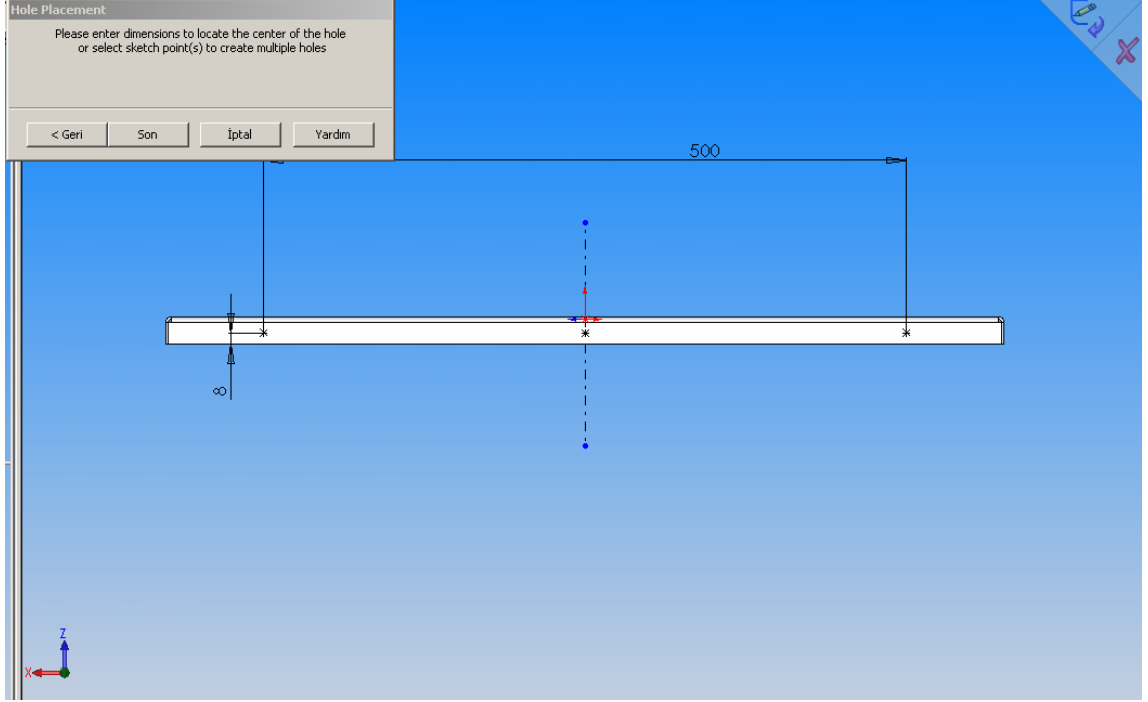 Hole Placement
Please enter dimensions to locate the center of the hole
or select sketch point(s) to create multiple holes
< Geri
Son
İptal
Yardım
500
8
Z
X